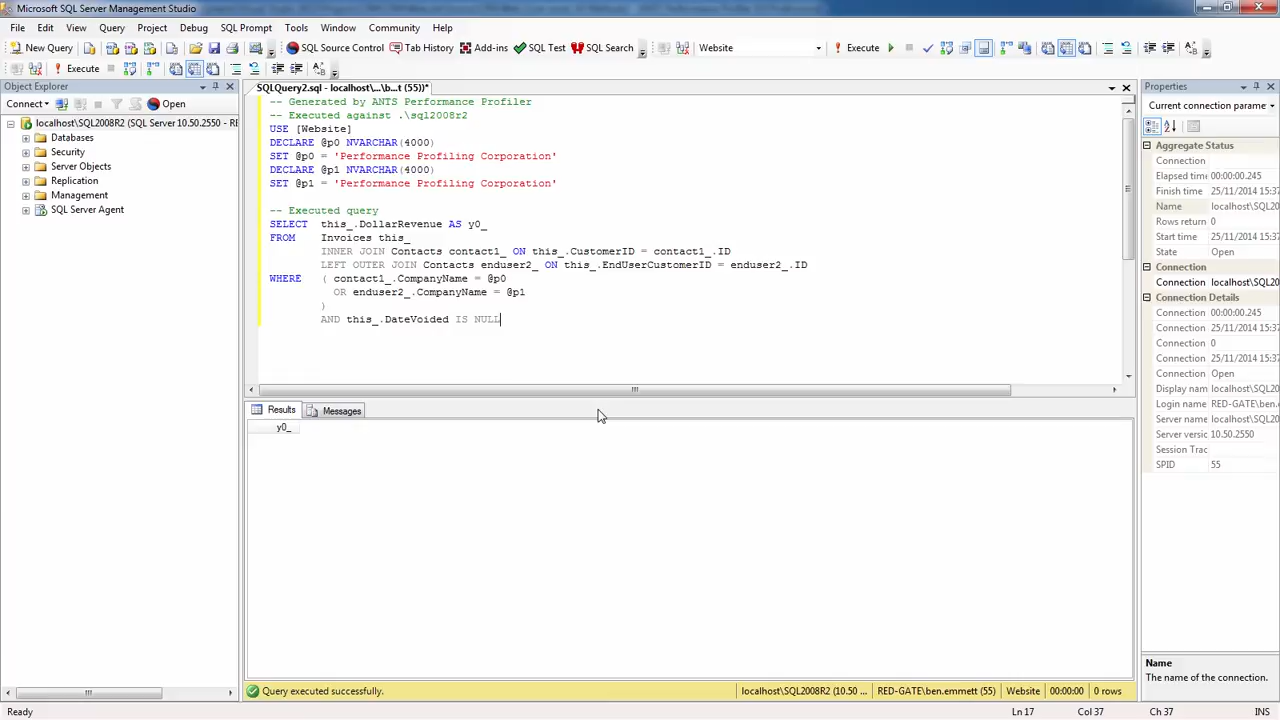 Microsoft SQL Server Management Studio
File Edit View Query Project Debug SQL Prompt Tools Window Community Help
New Query SQL Source Control Tab History Add-ins SQL Test SQL Search Website Execute
Execute
Object Explorer
Connect Open
localhost\SQL2008R2 (SQL Server 10.50.2550 - RE
Databases
Security
Server Objects
Replication
Management
SQL Server Agent
SQLQuery2.sql - localhost\...\b...t (55))*
-- Generated by ANTS Performance Profiler
-- Executed against .\sql2008r2
USE [Website]
DECLARE @p0 NVARCHAR(4000)
SET @p0 = 'Performance Profiling Corporation'
DECLARE @p1 NVARCHAR(4000)
SET @p1 = 'Performance Profiling Corporation'
-- Executed query
SELECT this_.DollarRevenue AS y0_
FROM Invoices this_
INNER JOIN Contacts contact1_ ON this_.CustomerID = contact1_.ID
LEFT OUTER JOIN Contacts enduser2_ ON this_.EndUserCustomerID = enduser2_.ID
WHERE ( contact1_.CompanyName = @p0
OR enduser2_.CompanyName = @p1
)
AND this_.DateVoided IS NULL
Results Messages
y0_
Query executed successfully. localhost\SQL2008R2 (10.50 ... RED-GATE\ben.emmett (55) Website 00:00:00 0 rows
Properties
Current connection parame
Aggregate Status
Connection
Elapsed time 00:00:00.245
Finish time 25/11/2014 15:37
Name localhost\SQL20
Rows return 0
Start time 25/11/2014 15:37
State Open
Connection
Connection localhost\SQL20
Connection Details
Connection 00:00:00.245
Connection 25/11/2014 15:37
Connection 0
Connection 25/11/2014 15:37
Connection Open
Display nam localhost\SQL20
Login name RED-GATE\ben.e
Server name localhost\SQL20
Server versic 10.50.2550
Session Trac
SPID 55
Name
The name of the connection.
Ready Ln 17 Col 37 Ch 37 INS